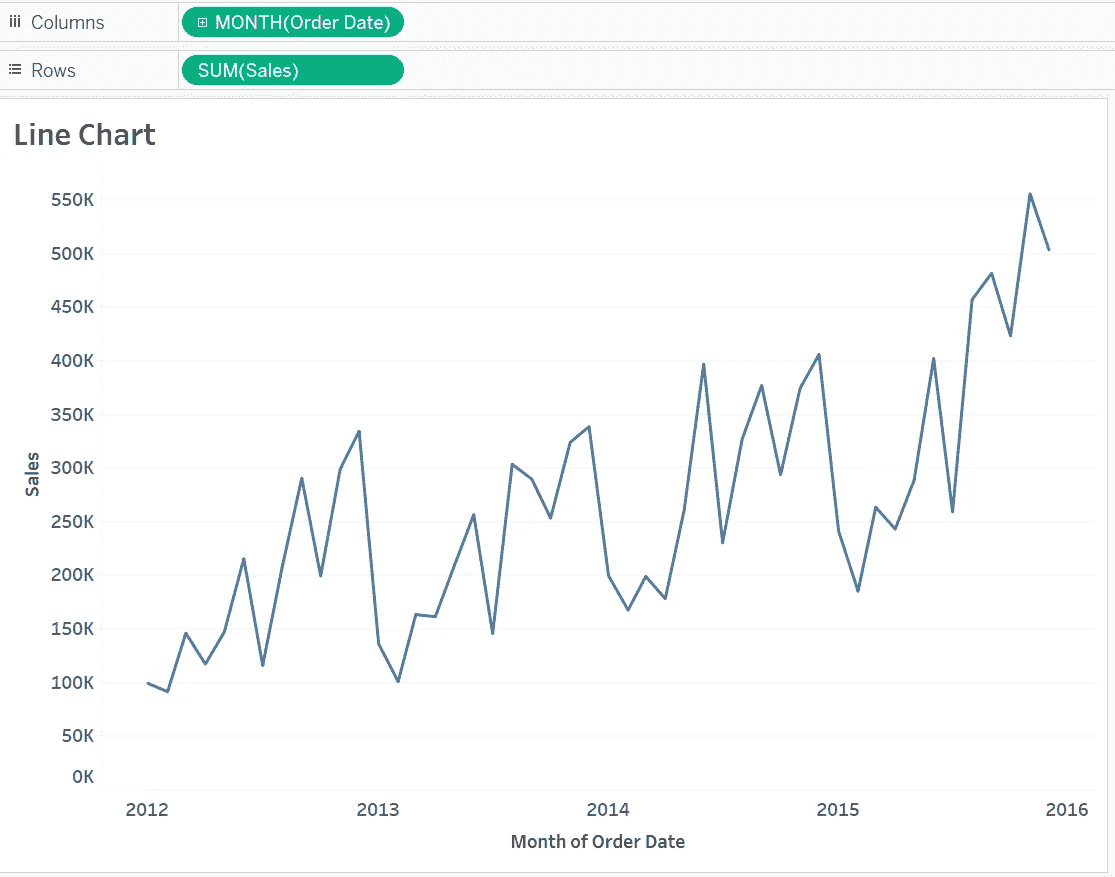 Columns
MONTH(Order Date)
Rows
SUM(Sales)
Line Chart
550K
500K
450K
400K
350K
300K
250K
200K
150K
100K
50K
0K
Sales
2012 2013 2014 2015 2016
Month of Order Date